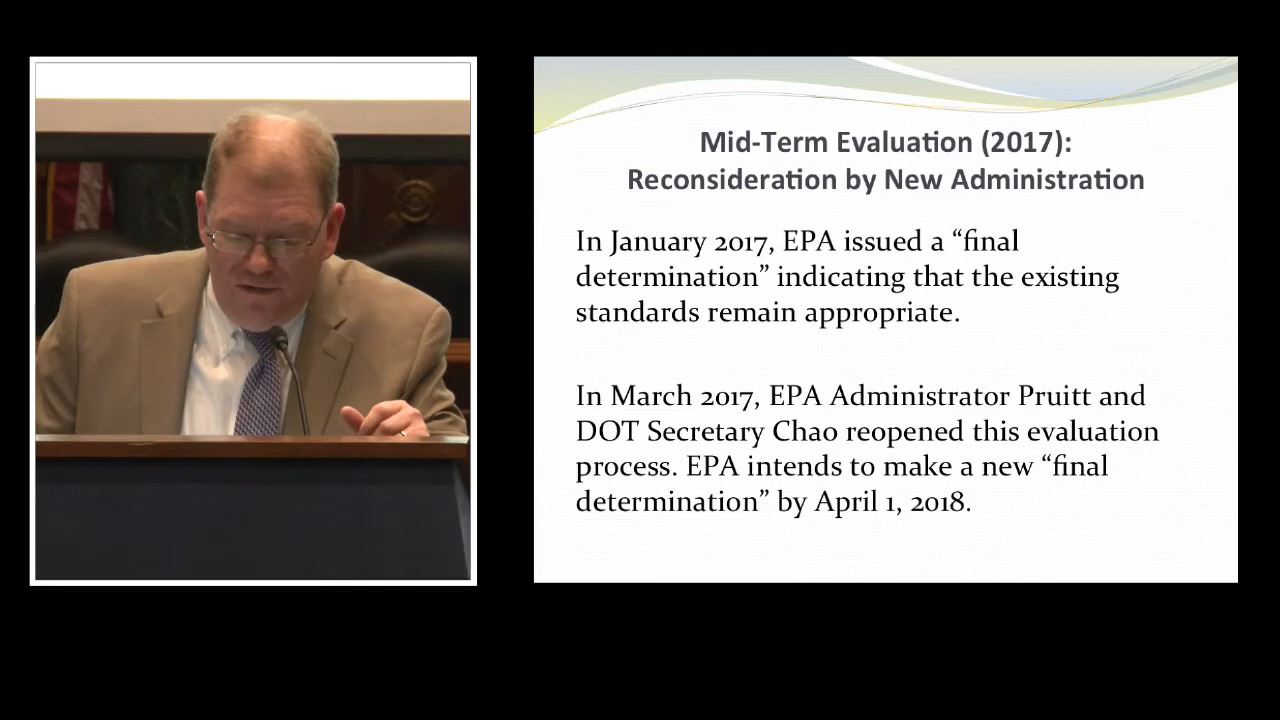 Mid-Term Evaluation (2017):
Reconsideration by New Administration
In January 2017, EPA issued a “final
determination” indicating that the existing
standards remain appropriate.
In March 2017, EPA Administrator Pruitt and
DOT Secretary Chao reopened this evaluation
process. EPA intends to make a new “final
determination” by April 1, 2018.